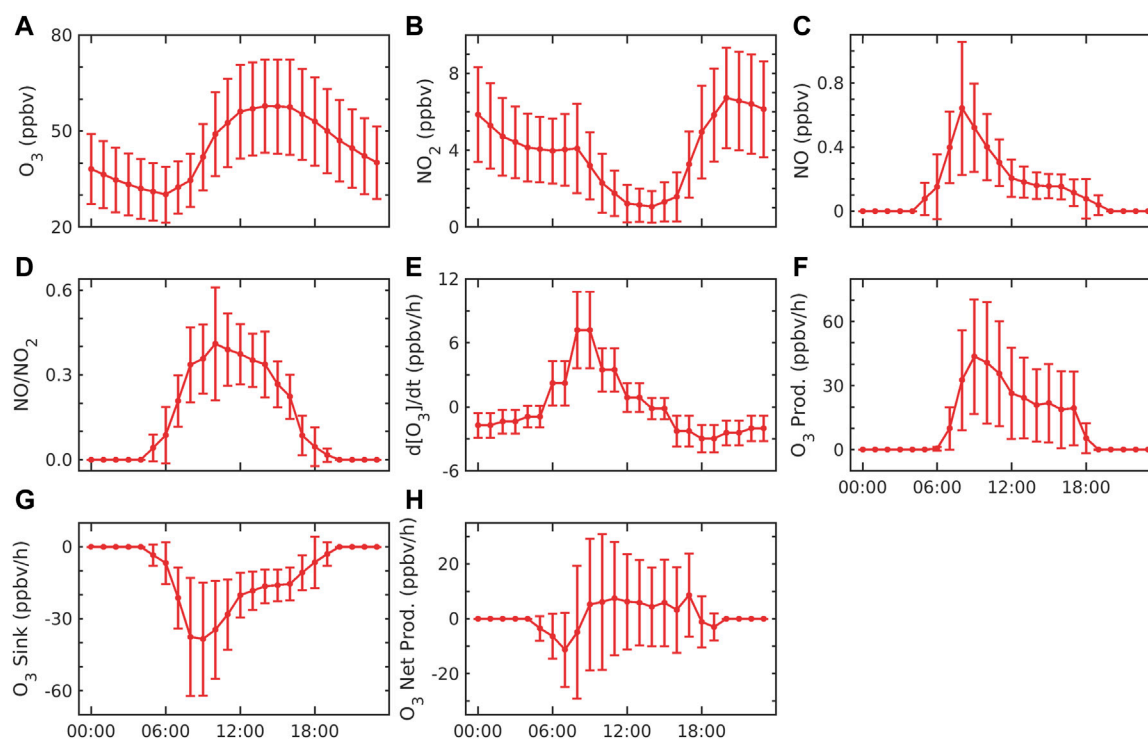 A
B
C
80
50
20
O3 (ppbv)
8
4
0
NO2 (ppbv)
0.8
0.4
0
NO (ppbv)
D
E
F
0.6
0.3
0.0
NO/NO2
12
6
0
-6
d[O3]/dt (ppbv/h)
60
30
0
O3 Prod. (ppbv/h)
00:00 06:00 12:00 18:00
G
H
0
-30
-60
O3 Sink (ppbv/h)
20
0
-20
O3 Net Prod. (ppbv/h)
00:00 06:00 12:00 18:00
00:00 06:00 12:00 18:00